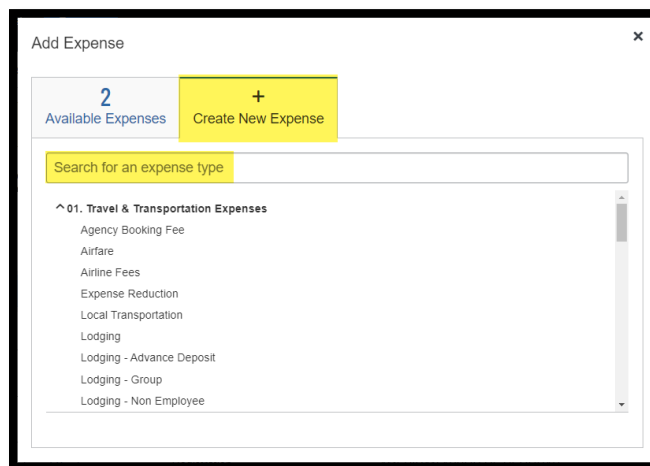 Add Expense
×
2
Available Expenses
+
Create New Expense
Search for an expense type
01. Travel & Transportation Expenses
Agency Booking Fee
Airfare
Airline Fees
Expense Reduction
Local Transportation
Lodging
Lodging - Advance Deposit
Lodging - Group
Lodging - Non Employee